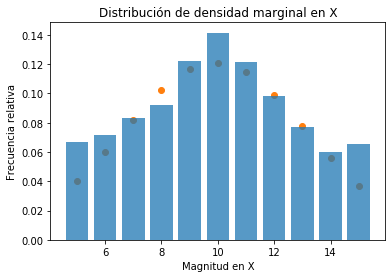 Distribución de densidad marginal en X
Frecuencia relativa
0.14
0.12
0.10
0.08
0.06
0.04
0.02
0.00
6 8 10 12 14
Magnitud en X